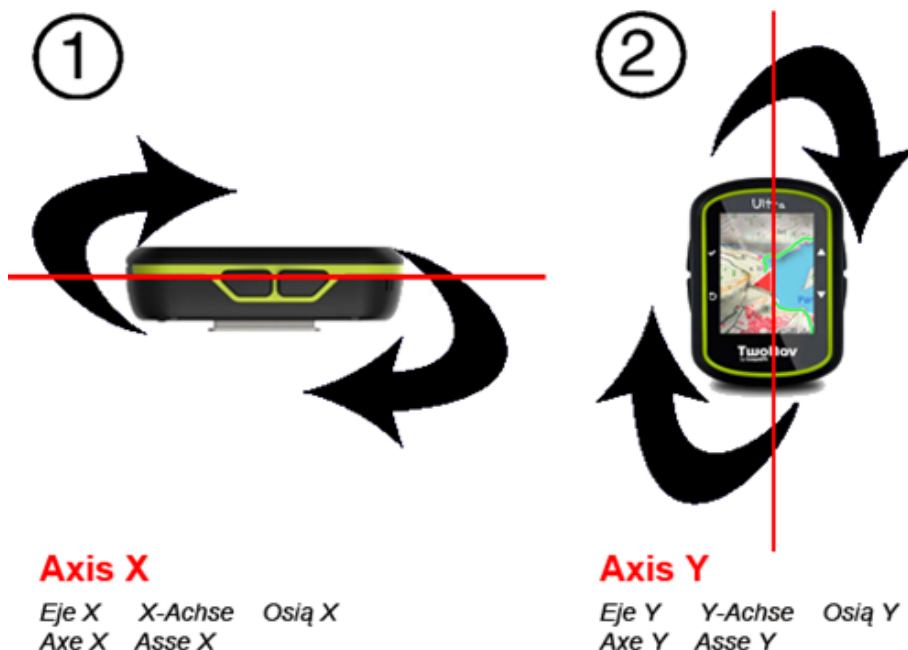 1
2
Ultra
TwoNav
Axis X
Eje X X-Achse Osią X
Axe X Asse X
Axis Y
Eje Y Y-Achse Osią Y
Axe Y Asse Y